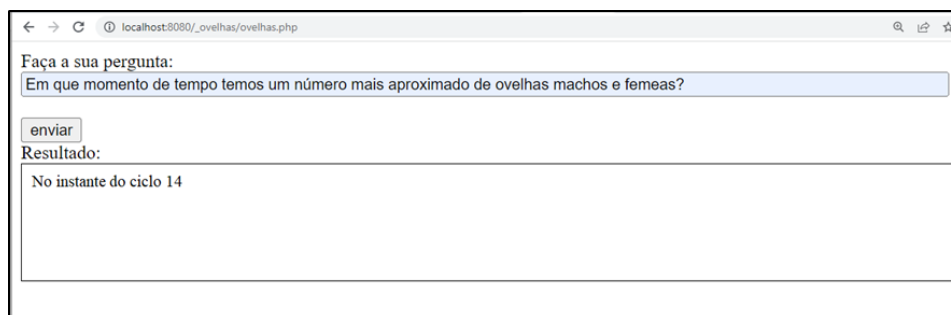 localhost:8080/_ovelhas/ovelhas.php
Faça a sua pergunta:
Em que momento de tempo temos um número mais aproximado de ovelhas machos e femeas?
enviar
Resultado:
No instante do ciclo 14